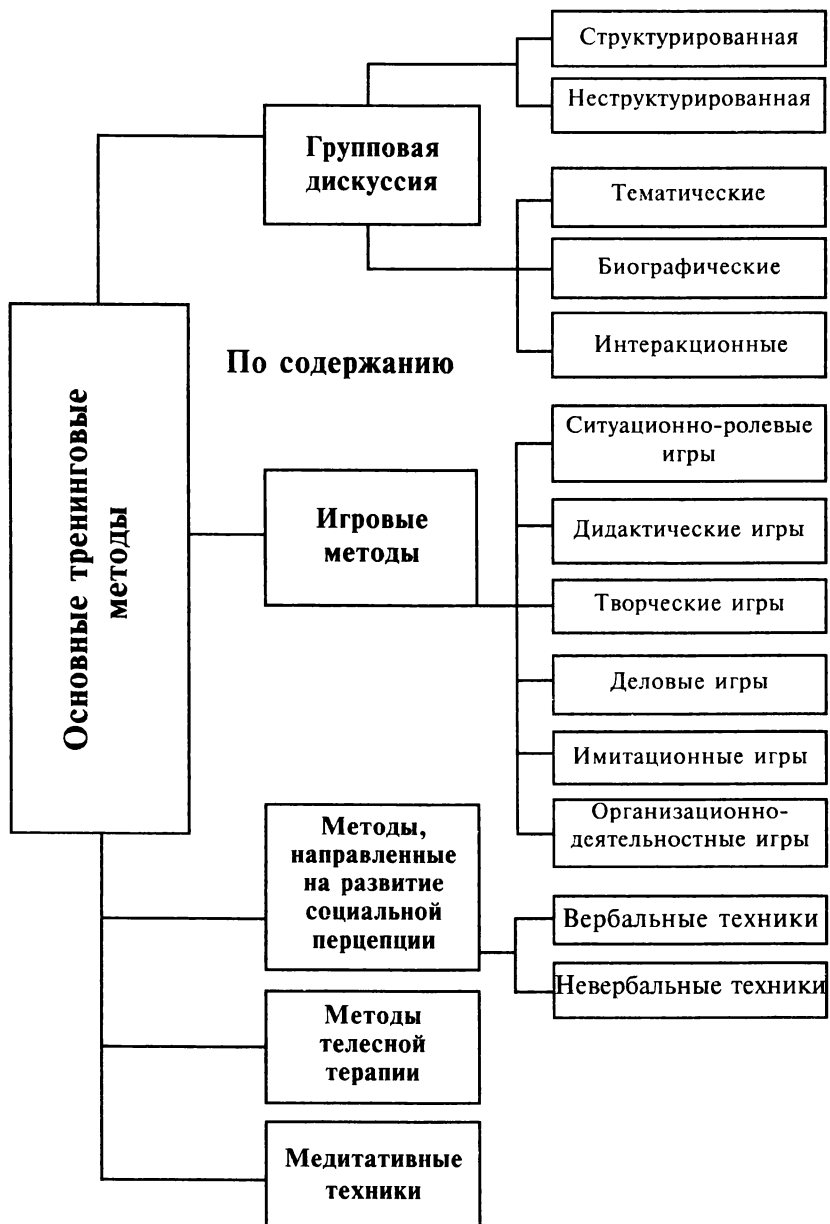 Структурированная
Неструктурированная
Групповая
дискуссия
Тематические
Биографические
Интеракционные
По содержанию
Основные тренинговые
методы
Игровые
методы
Ситуационно-ролевые
игры
Дидактические игры
Творческие игры
Деловые игры
Имитационные игры
Организационно-
деятельностные игры
Методы,
направленные
на развитие
социальной
перцепции
Вербальные техники
Невербальные техники
Методы
телесной
терапии
Медитативные
техники